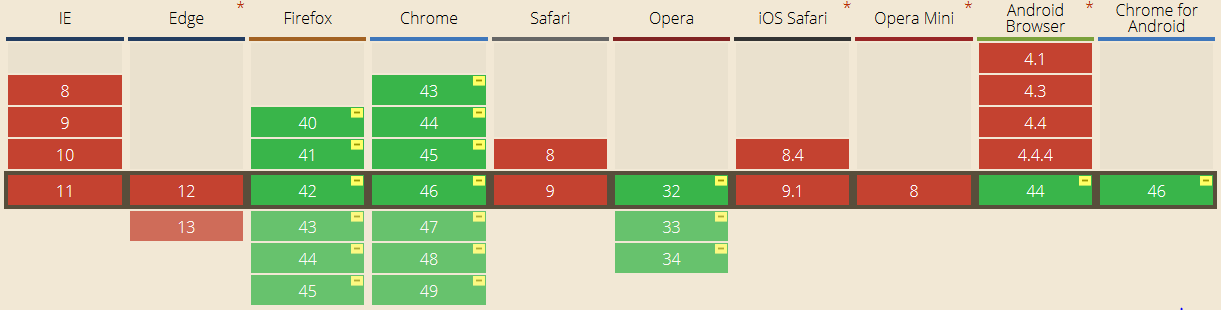 IE Edge * Firefox Chrome Safari Opera iOS Safari * Opera Mini * Android Browser * Chrome for Android
4.1
8 43 4.3
9 40 44 4.4
10 41 45 8 8.4 4.4.4
11 12 42 46 9 32 9.1 8 44 46
13 43 47 33
44 48 34
45 49